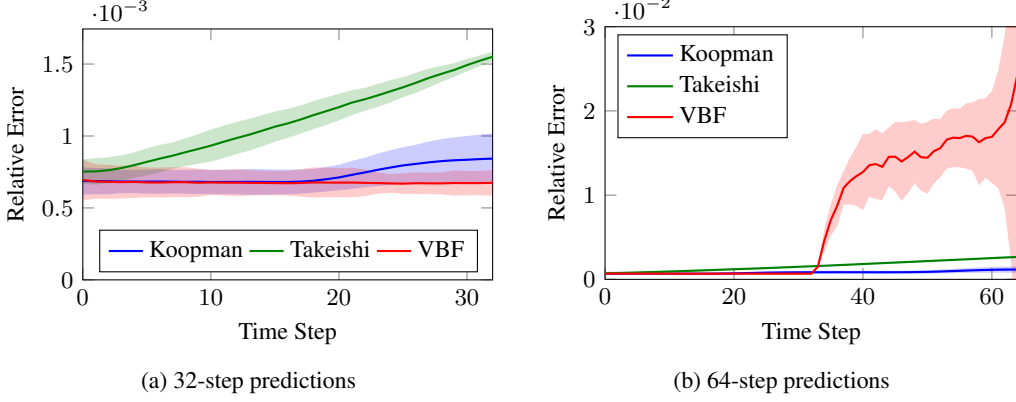 ·10⁻³
1.5
1
0.5
0
0
10
20
30
Relative Error
Time Step
Koopman
Takeishi
VBF
(a) 32-step predictions
·10⁻²
3
2
1
0
0
20
40
60
Relative Error
Time Step
Koopman
Takeishi
VBF
(b) 64-step predictions